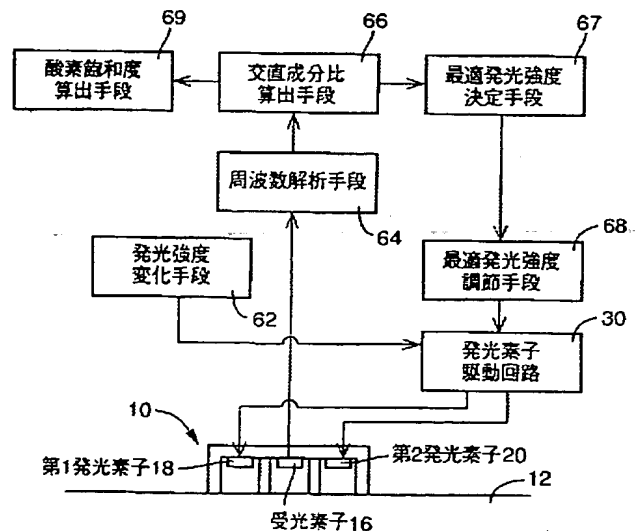 69
66
67
酸素飽和度
算出手段
交直成分比
算出手段
最適発光強度
決定手段
周波数解析手段
64
68
発光強度
変化手段
62
最適発光強度
調節手段
30
発光素子
駆動回路
10
第1発光素子18
第2発光素子20
12
受光素子16